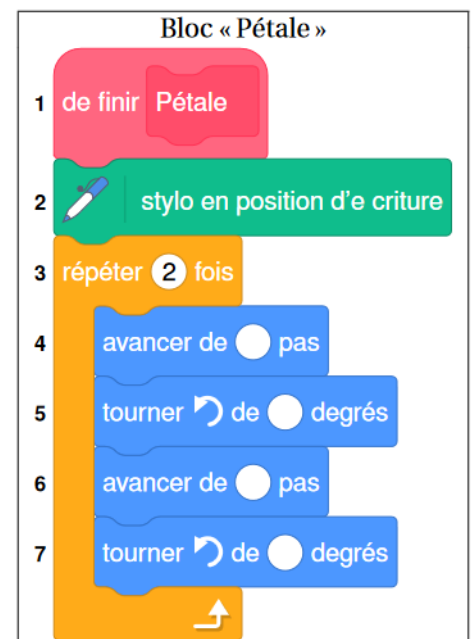 Bloc « Pétale »
1 de finir Pétale
2 stylo en position d'e criture
3 répéter 2 fois
4 avancer de pas
5 tourner de degrés
6 avancer de pas
7 tourner de degrés